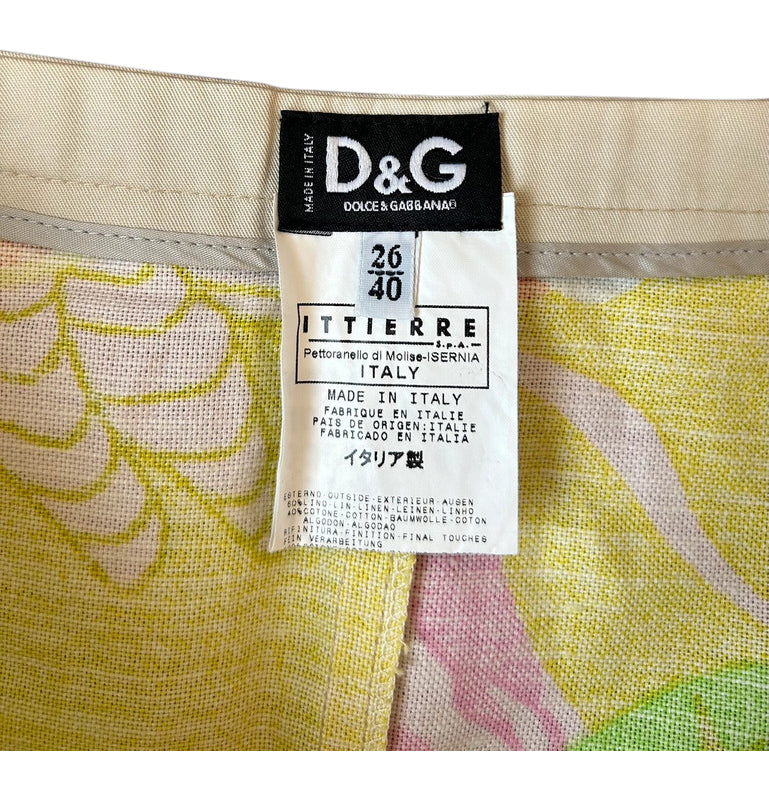 MADE IN ITALY
D&G
DOLCE & GABBANA®
26
40
ITTIERRE
S.p.A.
Pettoranello di Molise-ISERNIA
ITALY
MADE IN ITALY
FABRIQUE EN ITALIE
PAIS DE ORIGEN:ITALIE
FABRICADO EN ITALIA
イタリア製
ESTERNO-OUTSIDE-EXTERIEUR-AUSEN
60%LINO-LIN-LINEN-LEINEN-LINHO
40%COTONE-COTTON-BAUMWOLLE-COTON
ALGODON-ALGODAO
RIFINITURA-FINITION-FINAL TOUCHES
FEIN VERARBEITUNG